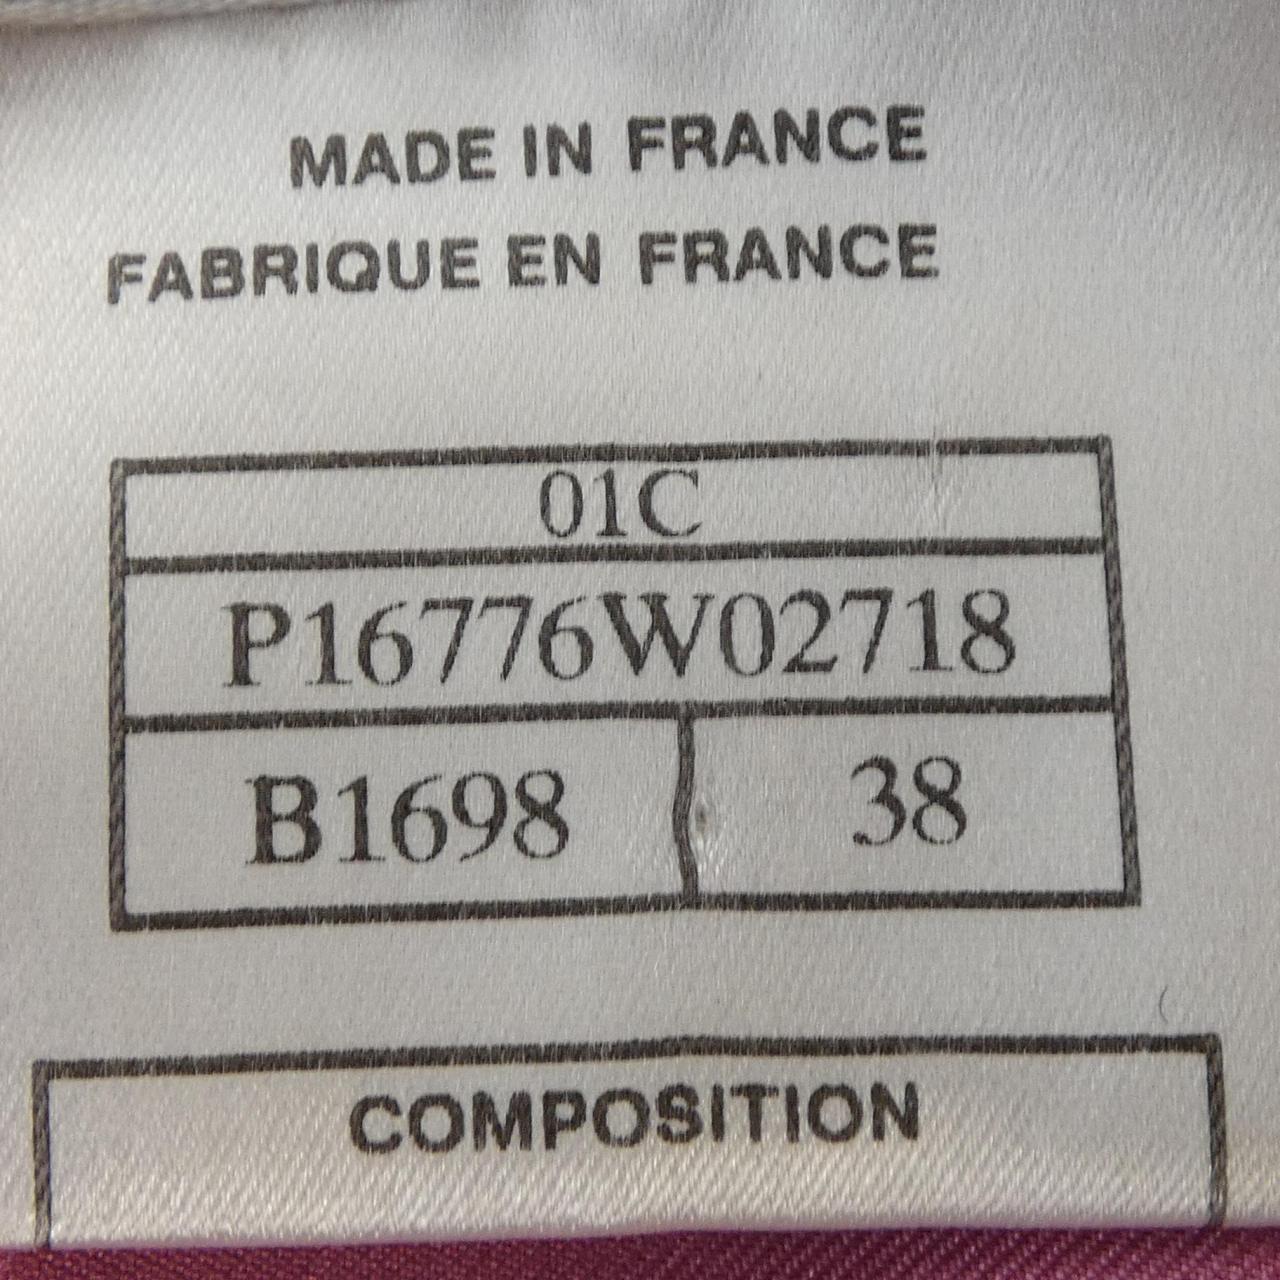 MADE IN FRANCE
FABRIQUE EN FRANCE
01C
P16776W02718
B1698 38
COMPOSITION